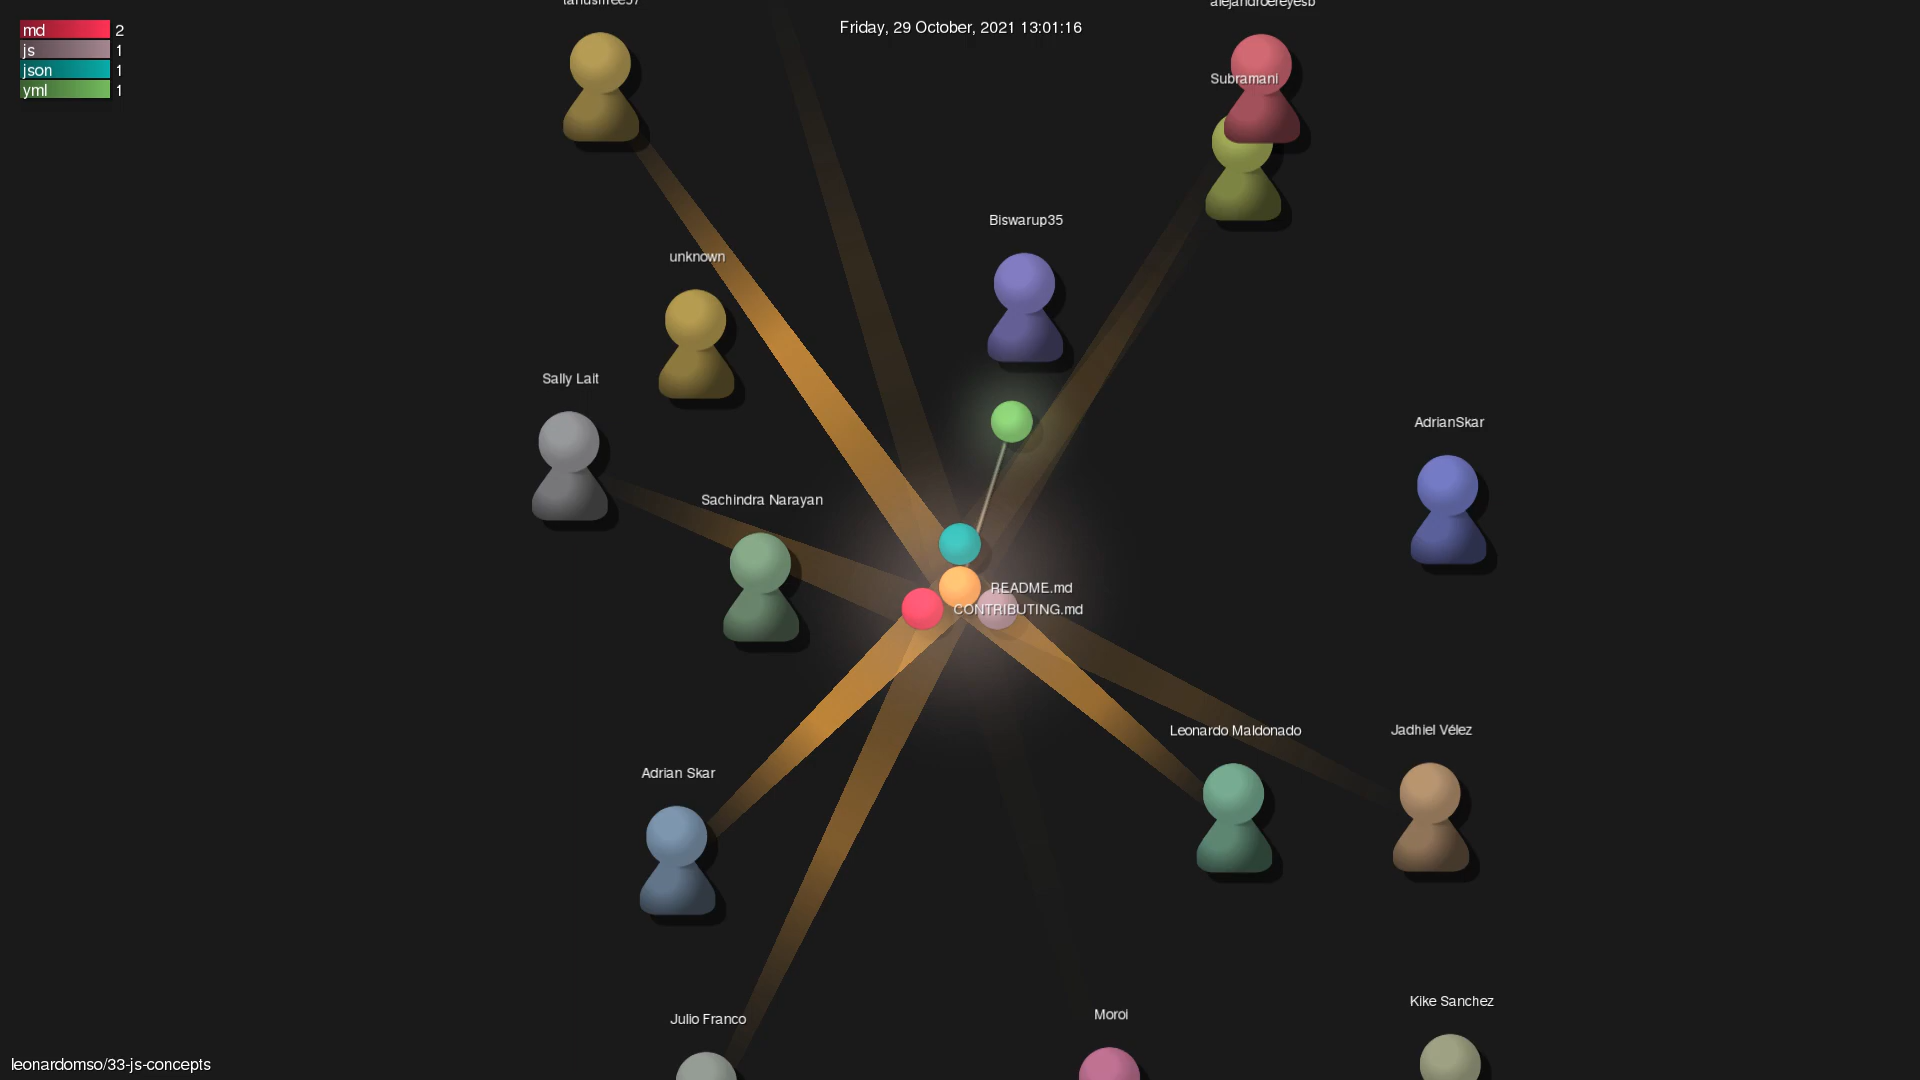 md 2
js 1
json 1
yml 1
Friday, 29 October, 2021 13:01:16
alejandroereyesb
Subramani
Biswarup35
unknown
Sally Lait
AdrianSkar
Sachindra Narayan
README.md
CONTRIBUTING.md
Leonardo Maldonado
Jadhiel Vélez
Adrian Skar
Kike Sanchez
Moroi
Julio Franco
leonardomso/33-js-concepts